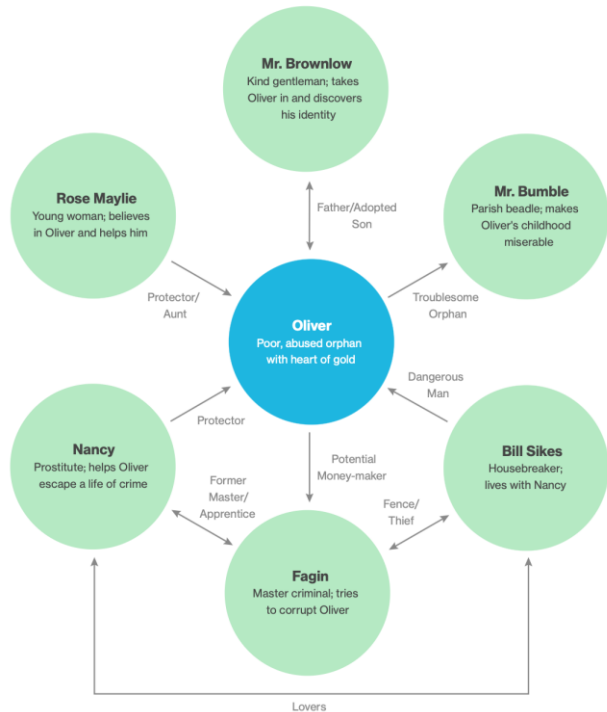 Mr. Brownlow
Kind gentleman; takes
Oliver in and discovers
his identity
Rose Maylie
Young woman; believes
in Oliver and helps him
Mr. Bumble
Parish beadle; makes
Oliver's childhood
miserable
Father/Adopted
Son
Protector/
Aunt
Troublesome
Orphan
Oliver
Poor, abused orphan
with heart of gold
Dangerous
Man
Protector
Nancy
Prostitute; helps Oliver
escape a life of crime
Potential
Money-maker
Bill Sikes
Housebreaker;
lives with Nancy
Former
Master/
Apprentice
Fence/
Thief
Fagin
Master criminal; tries
to corrupt Oliver
Lovers